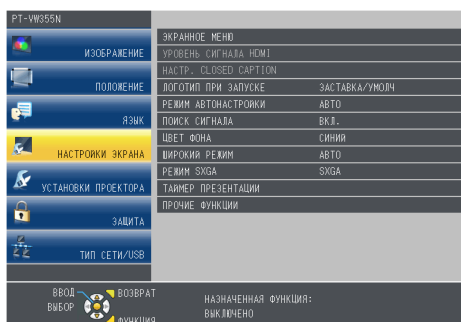 PT-VW355N
ИЗОБРАЖЕНИЕ
ПОЛОЖЕНИЕ
ЯЗЫК
НАСТРОЙКИ ЭКРАНА
УСТАНОВКИ ПРОЕКТОРА
ЗАЩИТА
ТИП СЕТИ/USB
ЭКРАННОЕ МЕНЮ
УРОВЕНЬ СИГНАЛА HDMI
НАСТР. CLOSED CAPTION
ЛОГОТИП ПРИ ЗАПУСКЕ ЗАСТАВКА/УМОЛЧ
РЕЖИМ АВТОНАСТРОЙКИ АВТО
ПОИСК СИГНАЛА ВКЛ.
ЦВЕТ ФОНА СИНИЙ
ШИРОКИЙ РЕЖИМ АВТО
РЕЖИМ SXGA SXGA
ТАЙМЕР ПРЕЗЕНТАЦИИ
ПРОЧИЕ ФУНКЦИИ
ВВОД ВОЗВРАТ
ВЫБОР
ФУНКЦИЯ
НАЗНАЧЕННАЯ ФУНКЦИЯ:
ВЫКЛЮЧЕНО